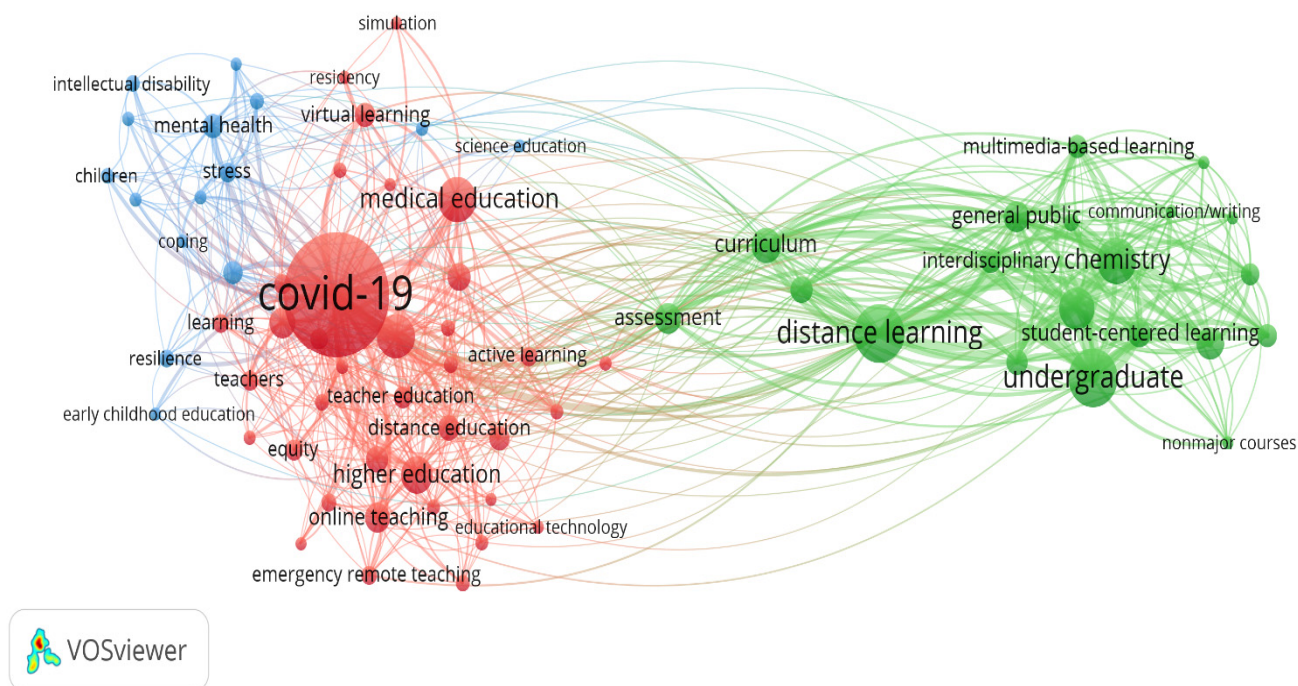 simulation
intellectual disability
residency
virtual learning
mental health
science education
multimedia-based learning
children
stress
medical education
general public
communication/writing
coping
curriculum
interdisciplinary
chemistry
covid-19
learning
assessment
distance learning
student-centered learning
resilience
active learning
teachers
undergraduate
teacher education
early childhood education
distance education
equity
nonmajor courses
higher education
online teaching
educational technology
emergency remote teaching
VOSviewer